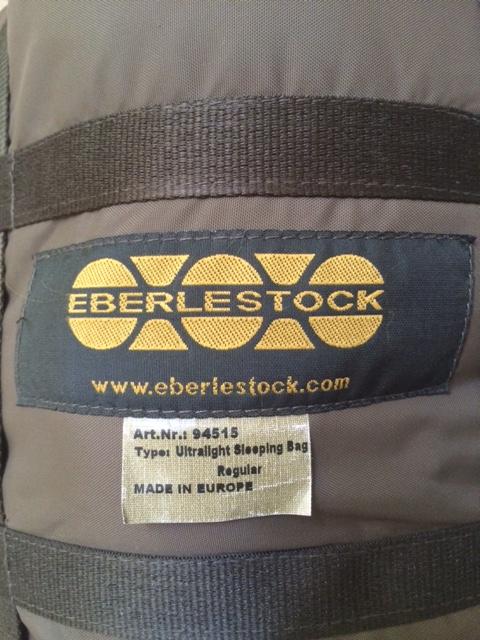 EBERLESTOCK
www.eberlestock.com
Art.Nr.: 94515
Type: Ultralight Sleeping Bag
Regular
MADE IN EUROPE